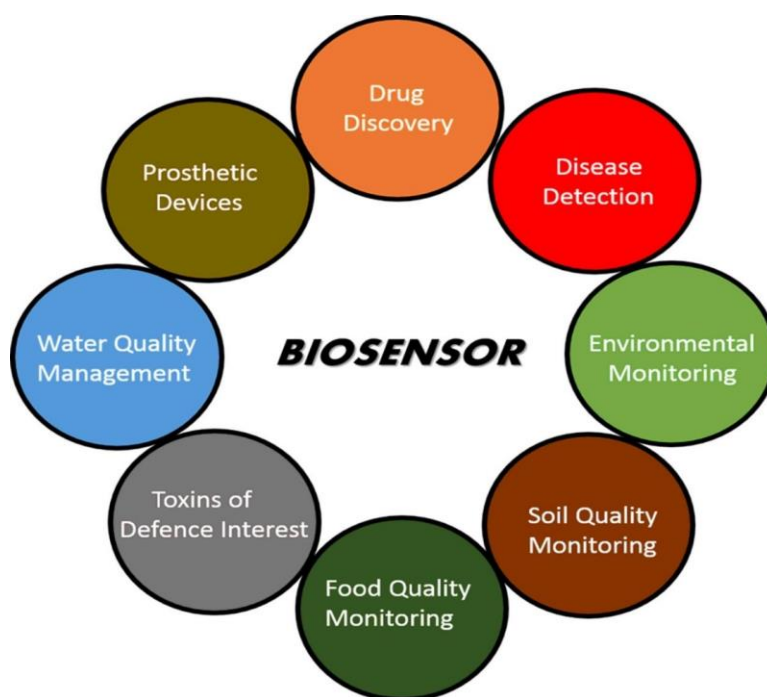 Drug
Discovery
Disease
Detection
Environmental
Monitoring
Soil Quality
Monitoring
Food Quality
Monitoring
Toxins of
Defence Interest
Water Quality
Management
Prosthetic
Devices
BIOSENSOR